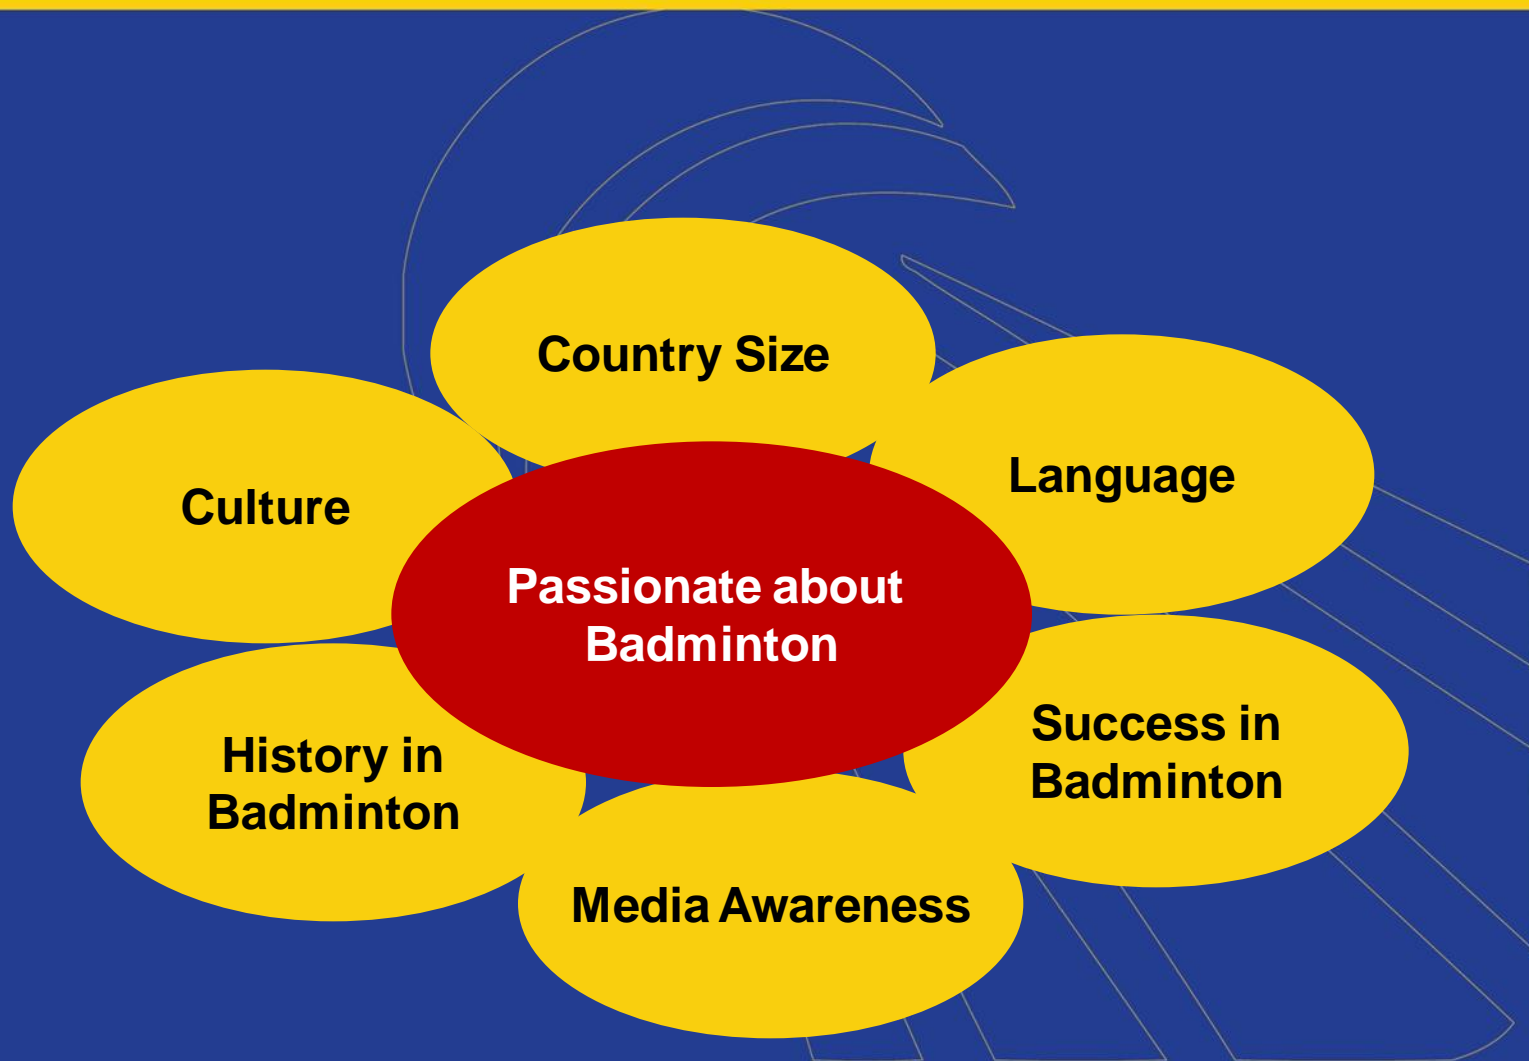 Country Size
Language
Culture
Passionate about
Badminton
Success in
Badminton
History in
Badminton
Media Awareness